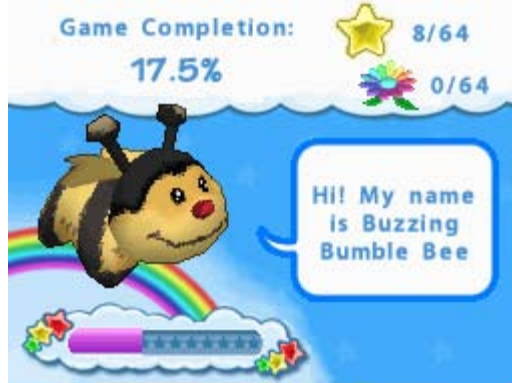 Game Completion:
17.5%
8/64
0/64
Hi! My name
is Buzzing
Bumble Bee